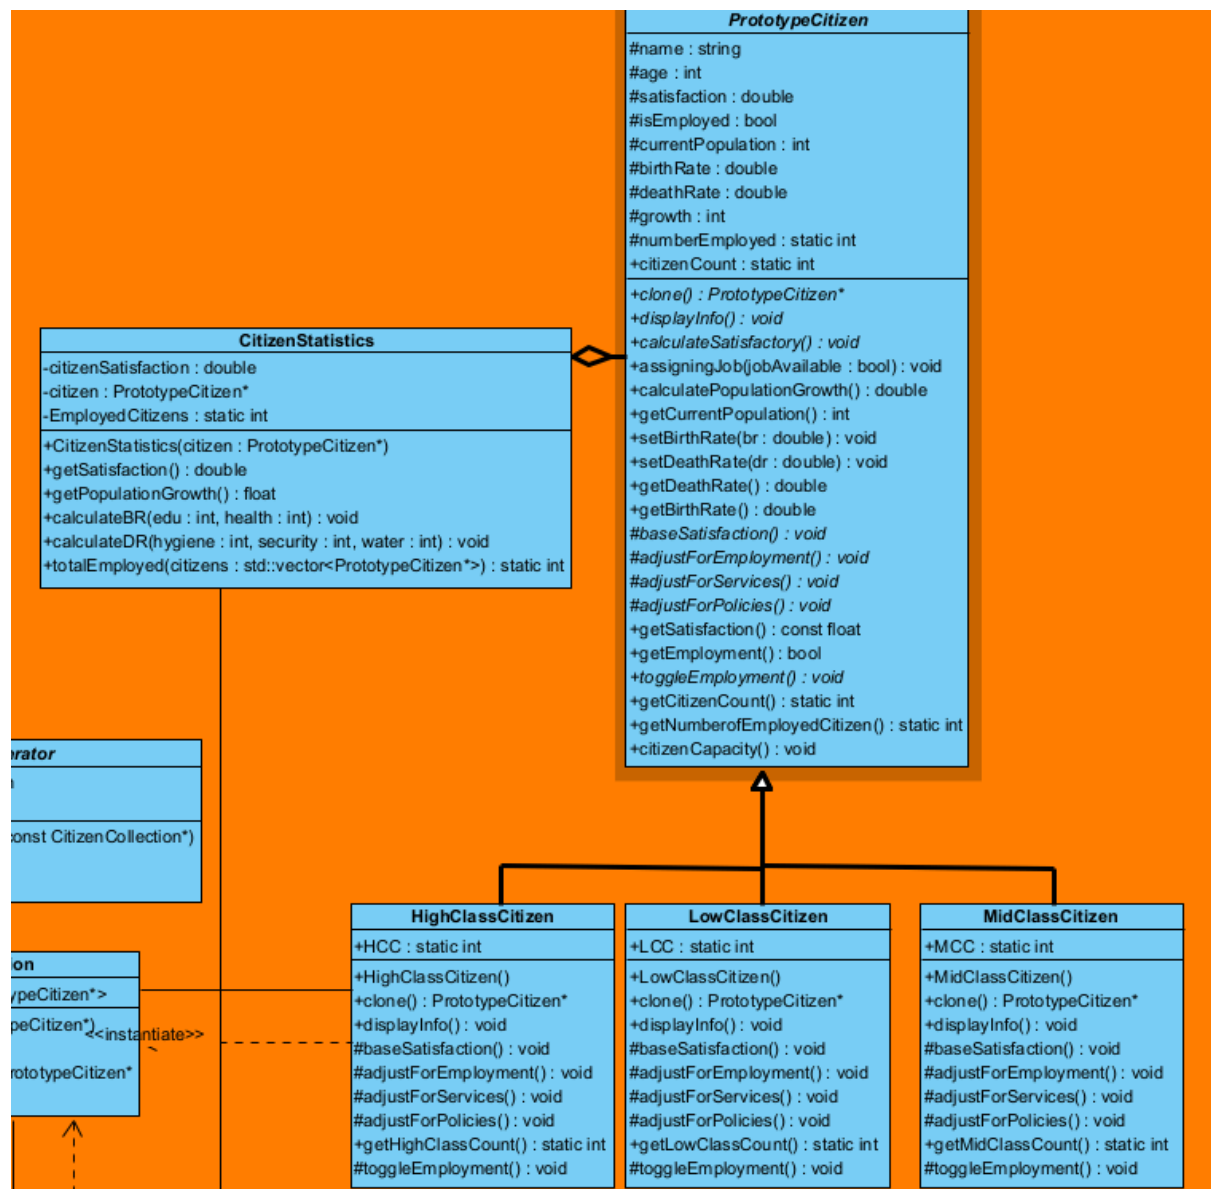 PrototypeCitizen
#name : string
#age : int
#satisfaction : double
#isEmployed : bool
#currentPopulation : int
#birthRate : double
#deathRate : double
#growth : int
#numberEmployed : static int
+citizenCount : static int
+clone() : PrototypeCitizen*
+displayInfo() : void
+calculateSatisfactory() : void
+assigningJob(jobAvailable : bool) : void
+calculatePopulationGrowth() : double
+getCurrentPopulation() : int
+setBirthRate(br : double) : void
+setDeathRate(dr : double) : void
+getDeathRate() : double
+getBirthRate() : double
#baseSatisfaction() : void
#adjustForEmployment() : void
#adjustForServices() : void
#adjustForPolicies() : void
+getSatisfaction() : const float
+getEmployment() : bool
+toggleEmployment() : void
+getCitizenCount() : static int
+getNumberofEmployedCitizen() : static int
+citizenCapacity() : void
CitizenStatistics
-citizenSatisfaction : double
-citizen : PrototypeCitizen*
-EmployedCitizens : static int
+CitizenStatistics(citizen : PrototypeCitizen*)
+getSatisfaction() : double
+getPopulationGrowth() : float
+calculateBR(edu : int, health : int) : void
+calculateDR(hygiene : int, security : int, water : int) : void
+totalEmployed(citizens : std::vector<PrototypeCitizen*>) : static int
erator
n
const CitizenCollection*)
on
ypeCitizen*>
peCitizen*)
<<instantiate>>
rototypeCitizen*
HighClassCitizen
+HCC : static int
+HighClassCitizen()
+clone() : PrototypeCitizen*
+displayInfo() : void
#baseSatisfaction() : void
#adjustForEmployment() : void
#adjustForServices() : void
#adjustForPolicies() : void
+getHighClassCount() : static int
#toggleEmployment() : void
LowClassCitizen
+LCC : static int
+LowClassCitizen()
+clone() : PrototypeCitizen*
+displayInfo() : void
#baseSatisfaction() : void
#adjustForEmployment() : void
#adjustForServices() : void
#adjustForPolicies() : void
+getLowClassCount() : static int
#toggleEmployment() : void
MidClassCitizen
+MCC : static int
+MidClassCitizen()
+clone() : PrototypeCitizen*
+displayInfo() : void
#baseSatisfaction() : void
#adjustForEmployment() : void
#adjustForServices() : void
#adjustForPolicies() : void
+getMidClassCount() : static int
#toggleEmployment() : void